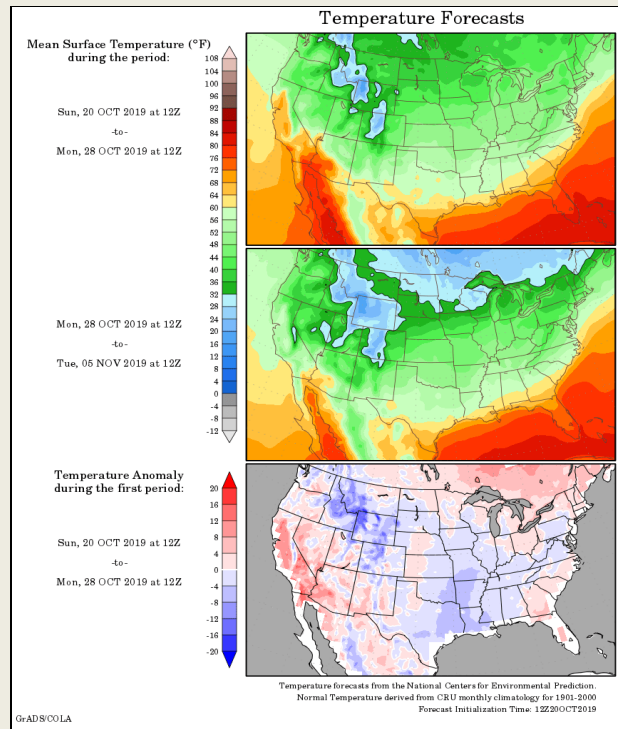 Temperature Forecasts
Mean Surface Temperature (°F)
during the period:
Sun, 20 OCT 2019 at 12Z
-to-
Mon, 28 OCT 2019 at 12Z
108
104
100
96
92
88
84
80
76
72
68
64
60
56
52
48
44
40
36
32
28
24
20
16
12
8
4
0
-4
-8
-12
Mon, 28 OCT 2019 at 12Z
-to-
Tue, 05 NOV 2019 at 12Z
Temperature Anomaly
during the first period:
Sun, 20 OCT 2019 at 12Z
-to-
Mon, 28 OCT 2019 at 12Z
20
16
12
8
4
0
-4
-8
-12
-16
-20
Temperature forecasts from the National Centers for Environmental Prediction.
Normal Temperature derived from CRU monthly climatology for 1901-2000
Forecast Initialization Time: 12Z20OCT2019
GrADS/COLA